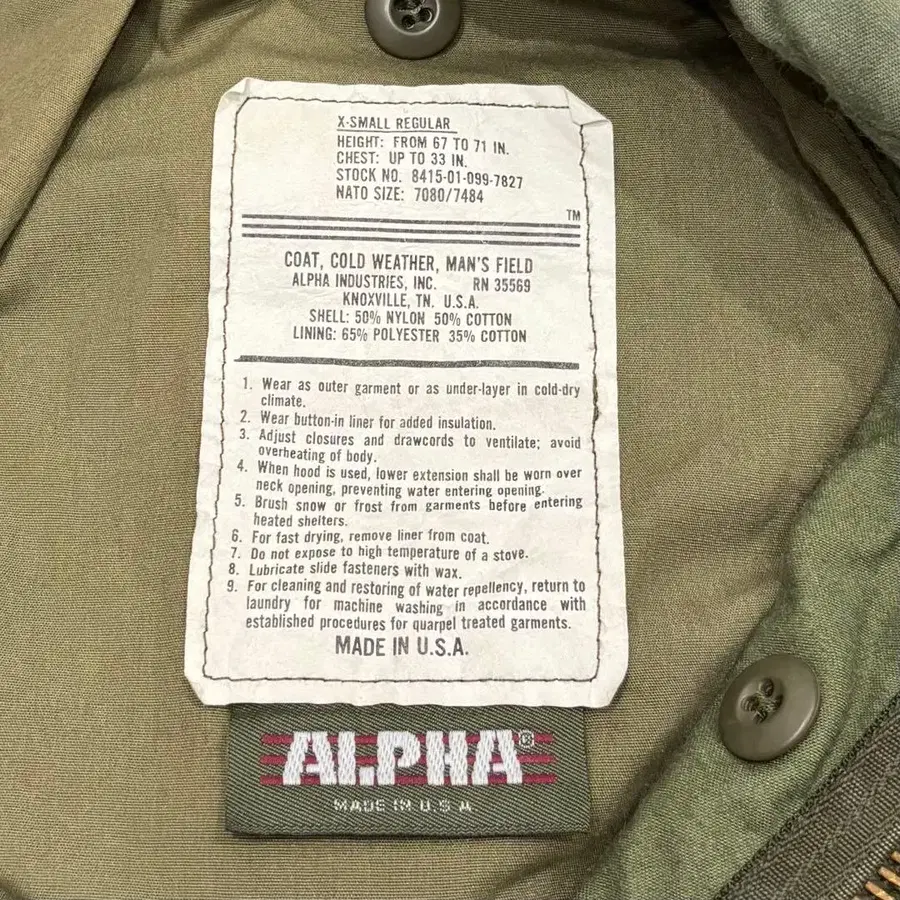 X-SMALL REGULAR
HEIGHT: FROM 67 TO 71 IN.
CHEST: UP TO 33 IN.
STOCK NO. 8415-01-099-7827
NATO SIZE: 7080/7484
TM
COAT, COLD WEATHER, MAN'S FIELD
ALPHA INDUSTRIES, INC. RN 35569
KNOXVILLE, TN. U.S.A.
SHELL: 50% NYLON 50% COTTON
LINING: 65% POLYESTER 35% COTTON
1. Wear as outer garment or as under-layer in cold-dry
climate.
2. Wear button-in liner for added insulation.
3. Adjust closures and drawcords to ventilate; avoid
overheating of body.
4. When hood is used, lower extension shall be worn over
neck opening, preventing water entering opening.
5. Brush snow or frost from garments before entering
heated shelters.
6. For fast drying, remove liner from coat.
7. Do not expose to high temperature of a stove.
8. Lubricate slide fasteners with wax.
9. For cleaning and restoring of water repellency, return to
laundry for machine washing in accordance with
established procedures for quarpel treated garments.
MADE IN U.S.A.
ALPHA®
MADE IN U.S.A